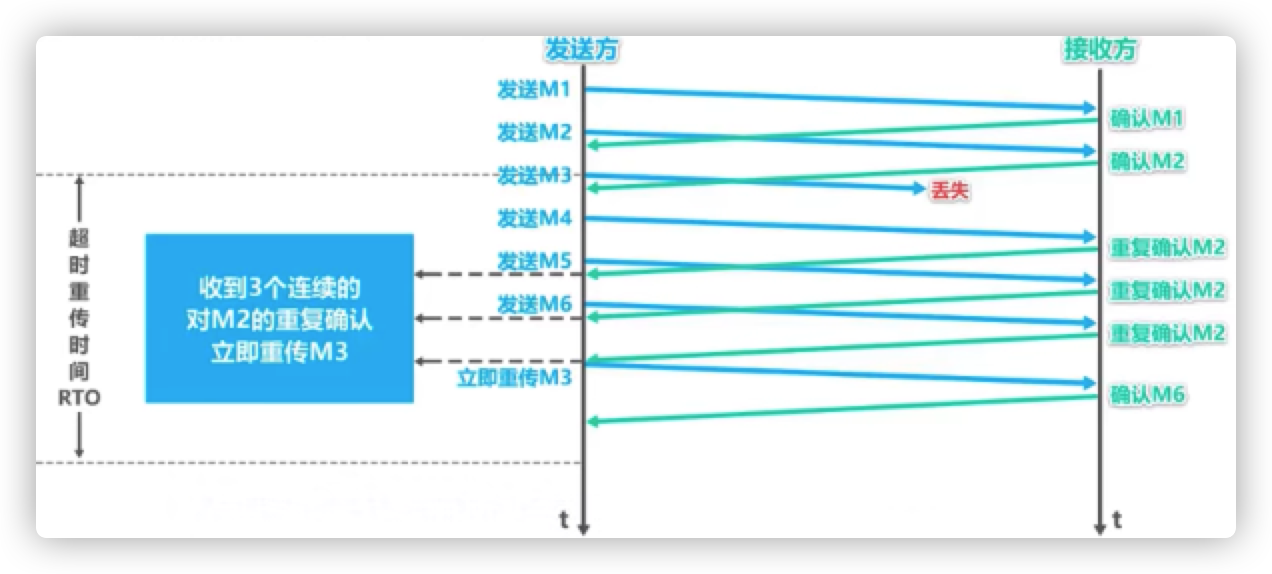 发送方
接收方
发送M1
确认M1
发送M2
确认M2
发送M3
丢失
发送M4
重复确认M2
发送M5
重复确认M2
发送M6
重复确认M2
立即重传M3
确认M6
超时重传时间
RTO
收到3个连续的
对M2的重复确认
立即重传M3
t
t